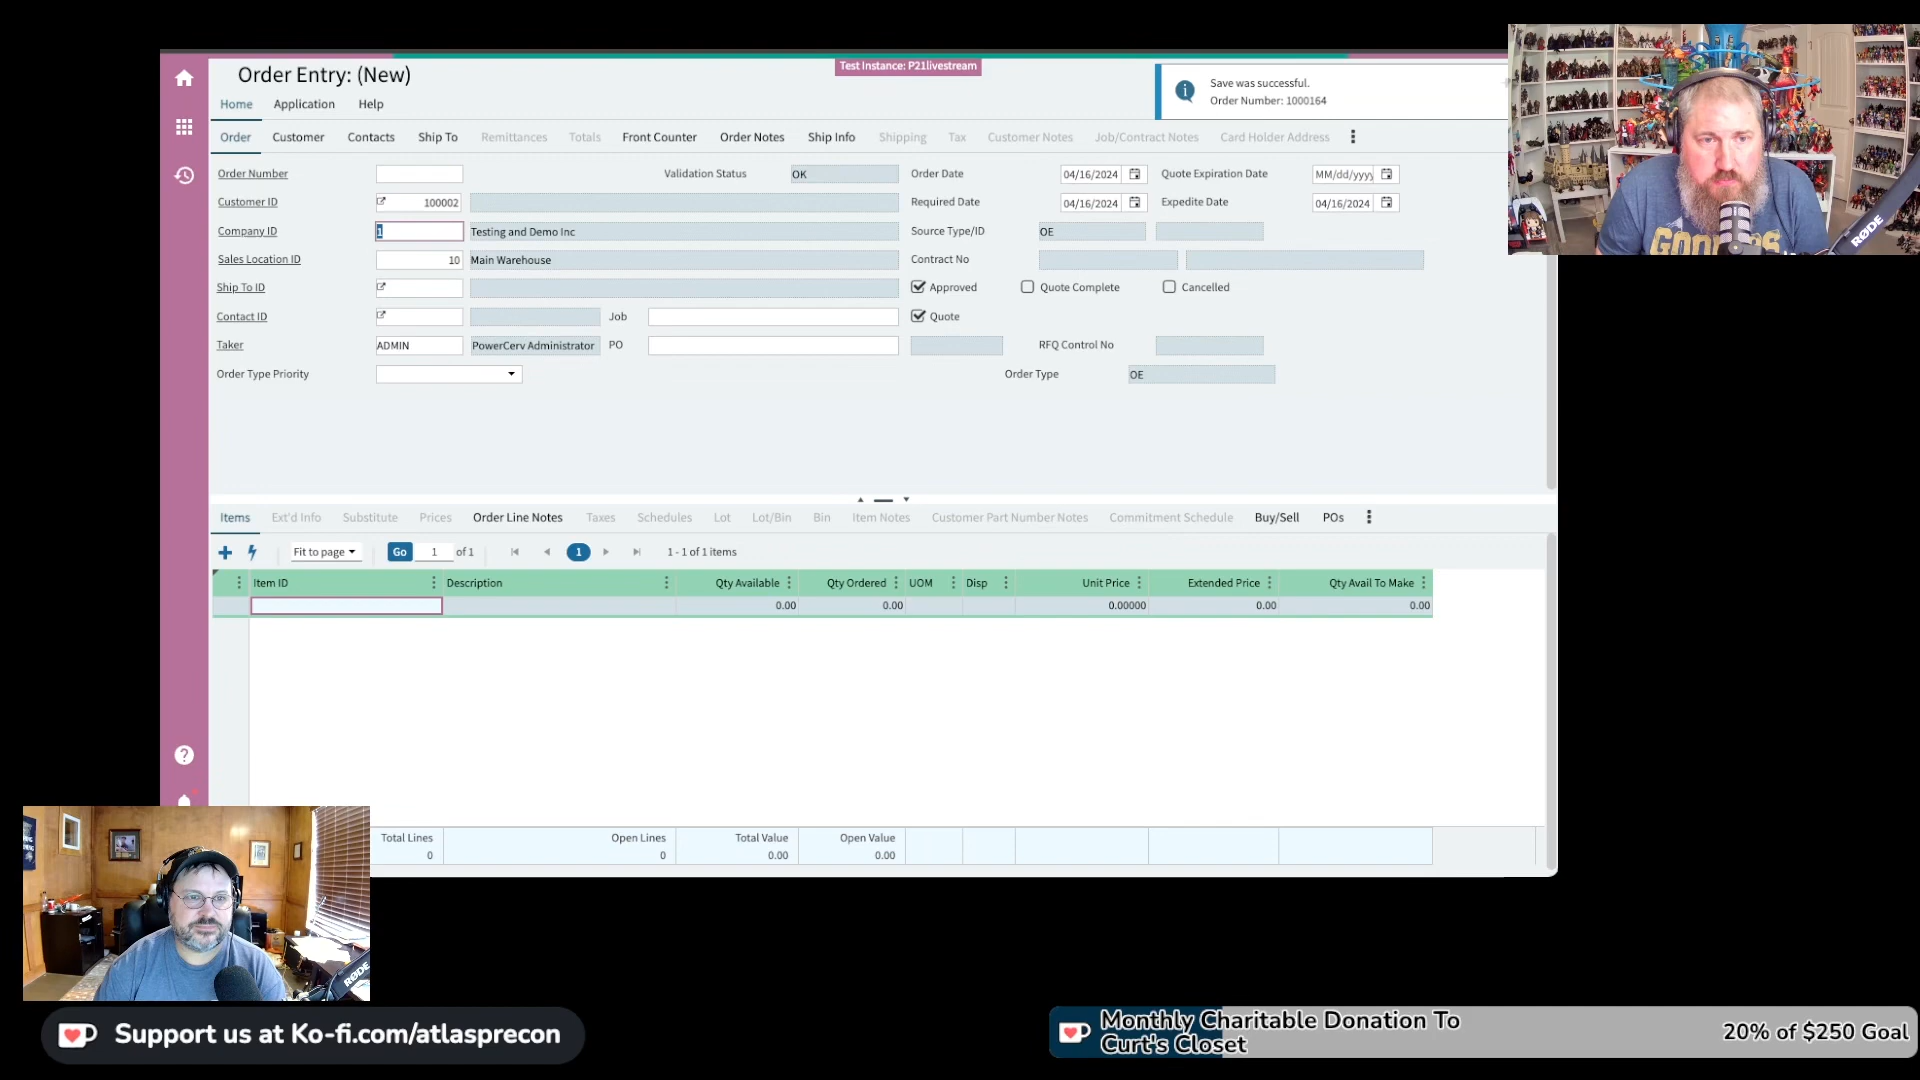 Order Entry: (New)
Test Instance: P21livestream
Save was successful.
Order Number: 1000164
Home Application Help
Order Customer Contacts Ship To Remittances Totals Front Counter Order Notes Ship Info Shipping Tax Customer Notes Job/Contract Notes Card Holder Address
Order Number Validation Status OK Order Date 04/16/2024 Quote Expiration Date MM/dd/yyyy
Customer ID 100002 Required Date 04/16/2024 Expedite Date 04/16/2024
Company ID 1 Testing and Demo Inc Source Type/ID OE
Sales Location ID 10 Main Warehouse Contract No
Ship To ID Approved Quote Complete Cancelled
Contact ID Job Quote
Taker ADMIN PowerCerv Administrator PO RFQ Control No
Order Type Priority Order Type OE
Items Ext'd Info Substitute Prices Order Line Notes Taxes Schedules Lot Lot/Bin Bin Item Notes Customer Part Number Notes Commitment Schedule Buy/Sell POs
Fit to page Go 1 of 1 1 1 - 1 of 1 items
Item ID Description Qty Available Qty Ordered UOM Disp Unit Price Extended Price Qty Avail To Make
0.00 0.00 0.00000 0.00 0.00
Total Lines Open Lines Total Value Open Value
0 0 0.00 0.00
RØDE
RØDE
Support us at Ko-fi.com/atlasprecon
Monthly Charitable Donation To
Curt's Closet
20% of $250 Goal